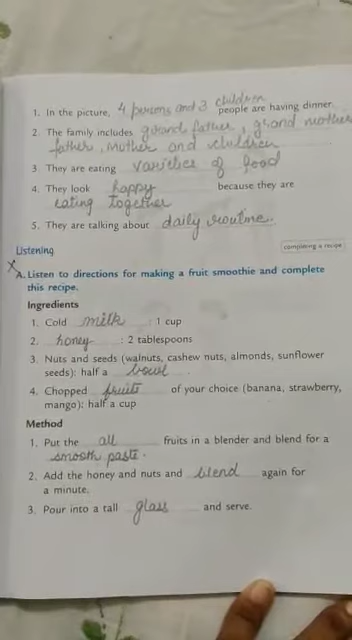 1. In the picture, 4 persons and 3 children people are having dinner.
2. The family includes grand father, grand mother
father, mother and children
3. They are eating varieties of food
4. They look happy because they are
eating together
5. They are talking about daily routine.
Listening
completing a recipe
A. Listen to directions for making a fruit smoothie and complete
this recipe.
Ingredients
1. Cold milk : 1 cup
2. honey : 2 tablespoons
3. Nuts and seeds (walnuts, cashew nuts, almonds, sunflower
seeds): half a bowl
4. Chopped fruits of your choice (banana, strawberry,
mango): half a cup
Method
1. Put the all fruits in a blender and blend for a
smooth paste.
2. Add the honey and nuts and blend again for
a minute.
3. Pour into a tall glass and serve.